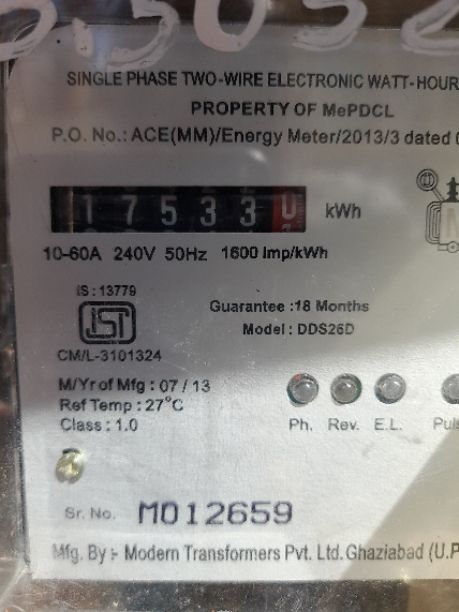 SINGLE PHASE TWO-WIRE ELECTRONIC WATT-HOUR
PROPERTY OF MePDCL
P.O. No.: ACE(MM)/Energy Meter/2013/3 dated
17533 0 kWh
10-60A 240V 50Hz 1600 Imp/kWh
IS : 13779
ISI
CM/L-3101324
Guarantee :18 Months
Model : DDS26D
M/Yr of Mfg : 07 / 13
Ref Temp : 27°C
Class : 1.0
Ph. Rev. E.L.
Sr. No. M012659
Mfg. By :- Modern Transformers Pvt. Ltd. Ghaziabad (U.P